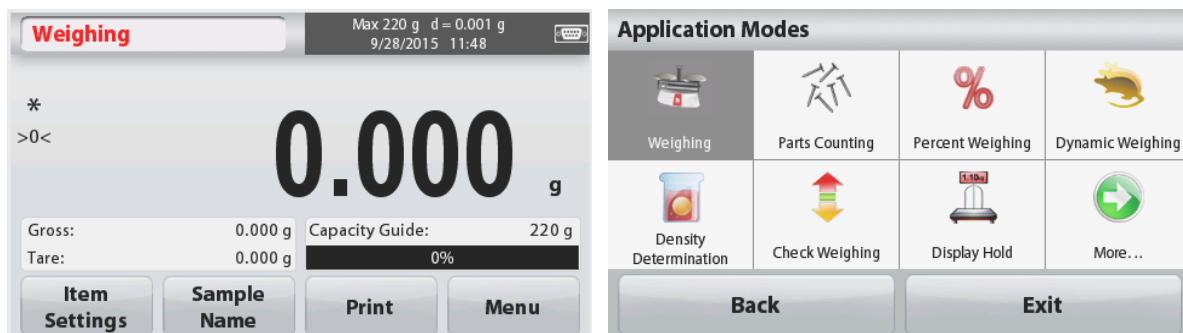 Weighing
Max 220 g d = 0.001 g
9/28/2015 11:48
*
>0<
0.000 g
Gross: 0.000 g
Tare: 0.000 g
Capacity Guide: 220 g
0%
Item
Settings
Sample
Name
Print
Menu
Application Modes
%
Weighing
Parts Counting
Percent Weighing
Dynamic Weighing
1.10kg
Density
Determination
Check Weighing
Display Hold
More...
Back
Exit